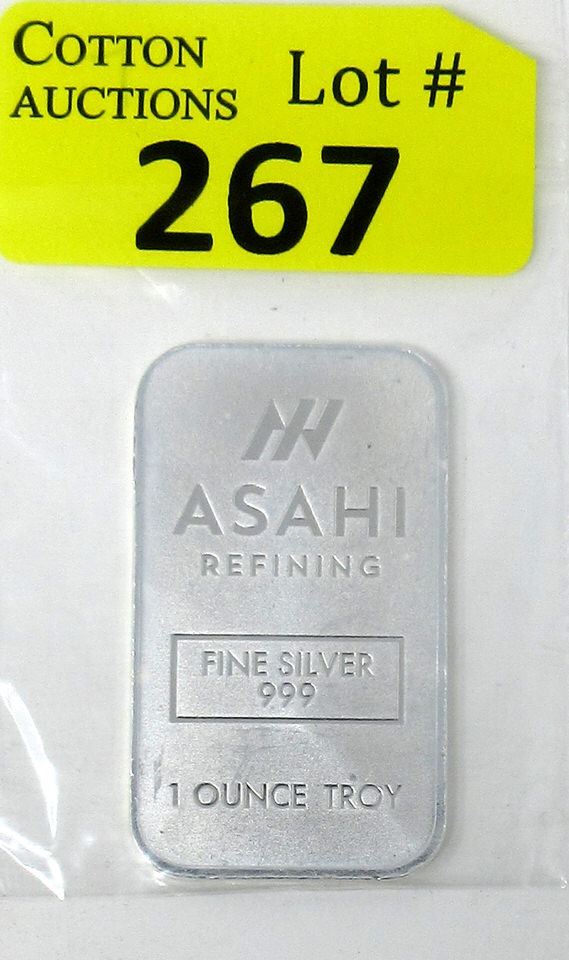 COTTON
AUCTIONS
Lot #
267
ASAHI
REFINING
FINE SILVER
999
1 OUNCE TROY